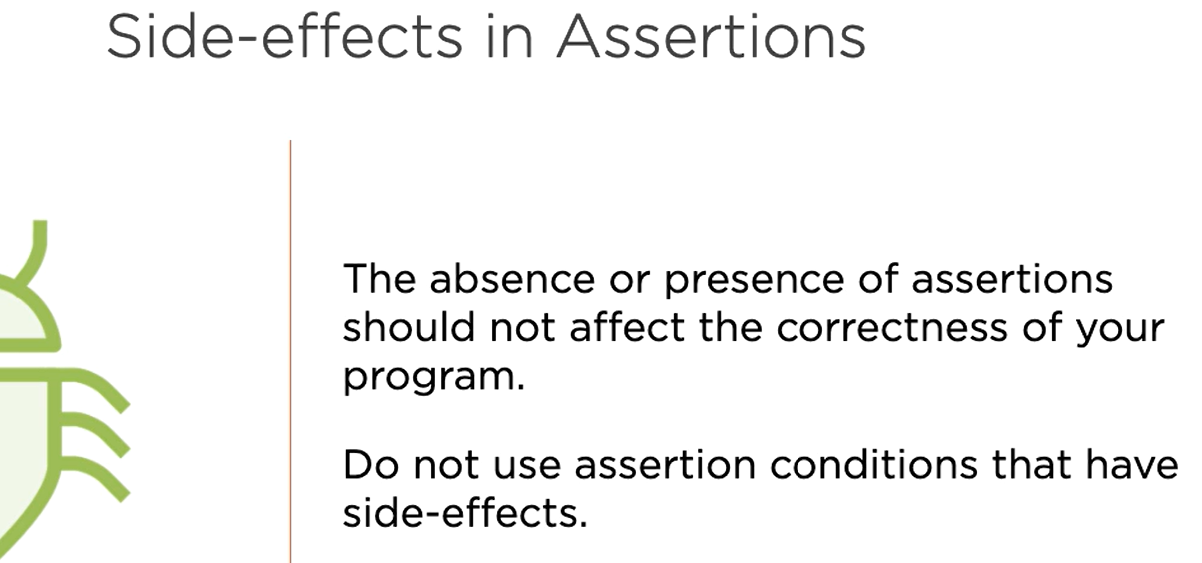 Side-effects in Assertions
The absence or presence of assertions
should not affect the correctness of your
program.
Do not use assertion conditions that have
side-effects.